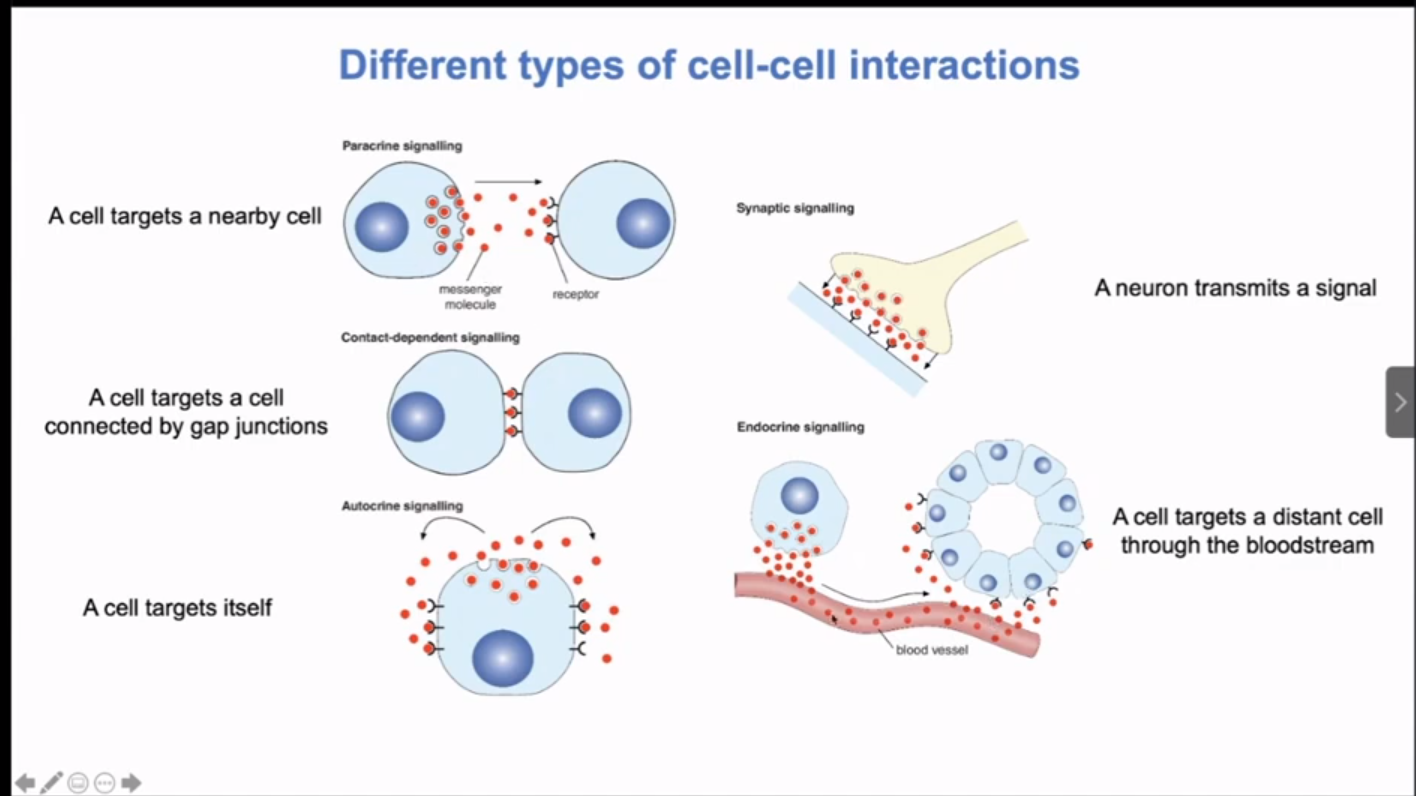 Different types of cell-cell interactions
Paracrine signalling
A cell targets a nearby cell
messenger
molecule
receptor
Contact-dependent signalling
A cell targets a cell
connected by gap junctions
Autocrine signalling
A cell targets itself
Synaptic signalling
A neuron transmits a signal
Endocrine signalling
A cell targets a distant cell
through the bloodstream
blood vessel